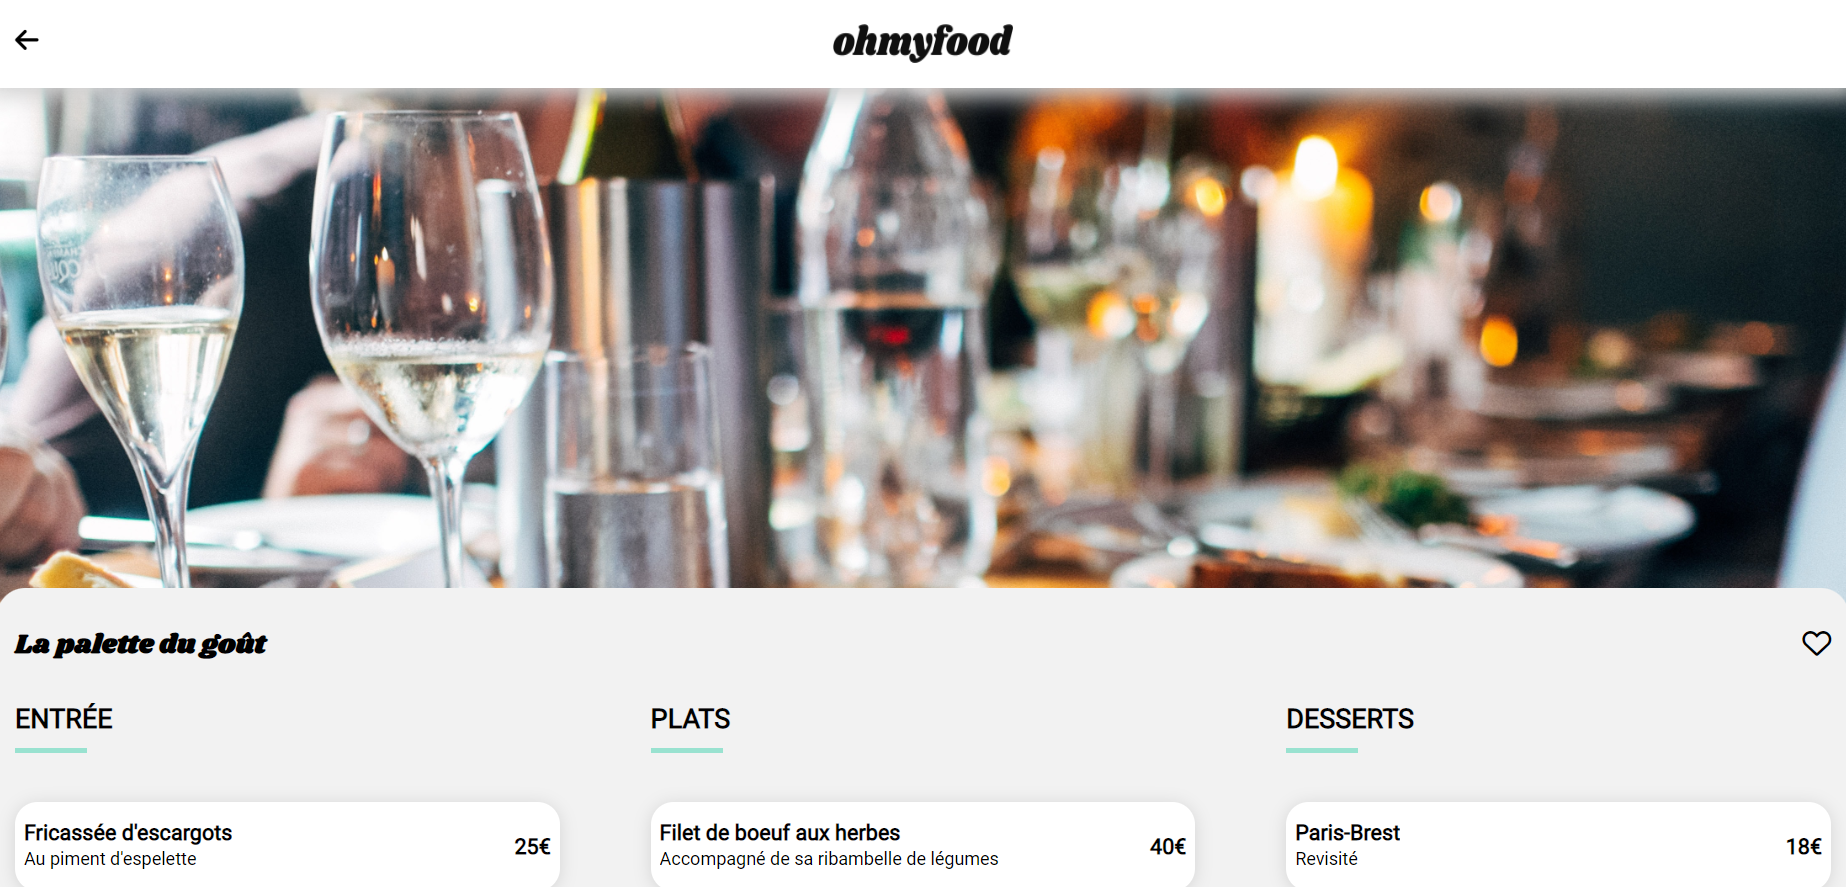 ohmyfood
La palette du goût
ENTRÉE
PLATS
DESSERTS
Fricassée d'escargots
Au piment d'espelette
25€
Filet de boeuf aux herbes
Accompagné de sa ribambelle de légumes
40€
Paris-Brest
Revisité
18€